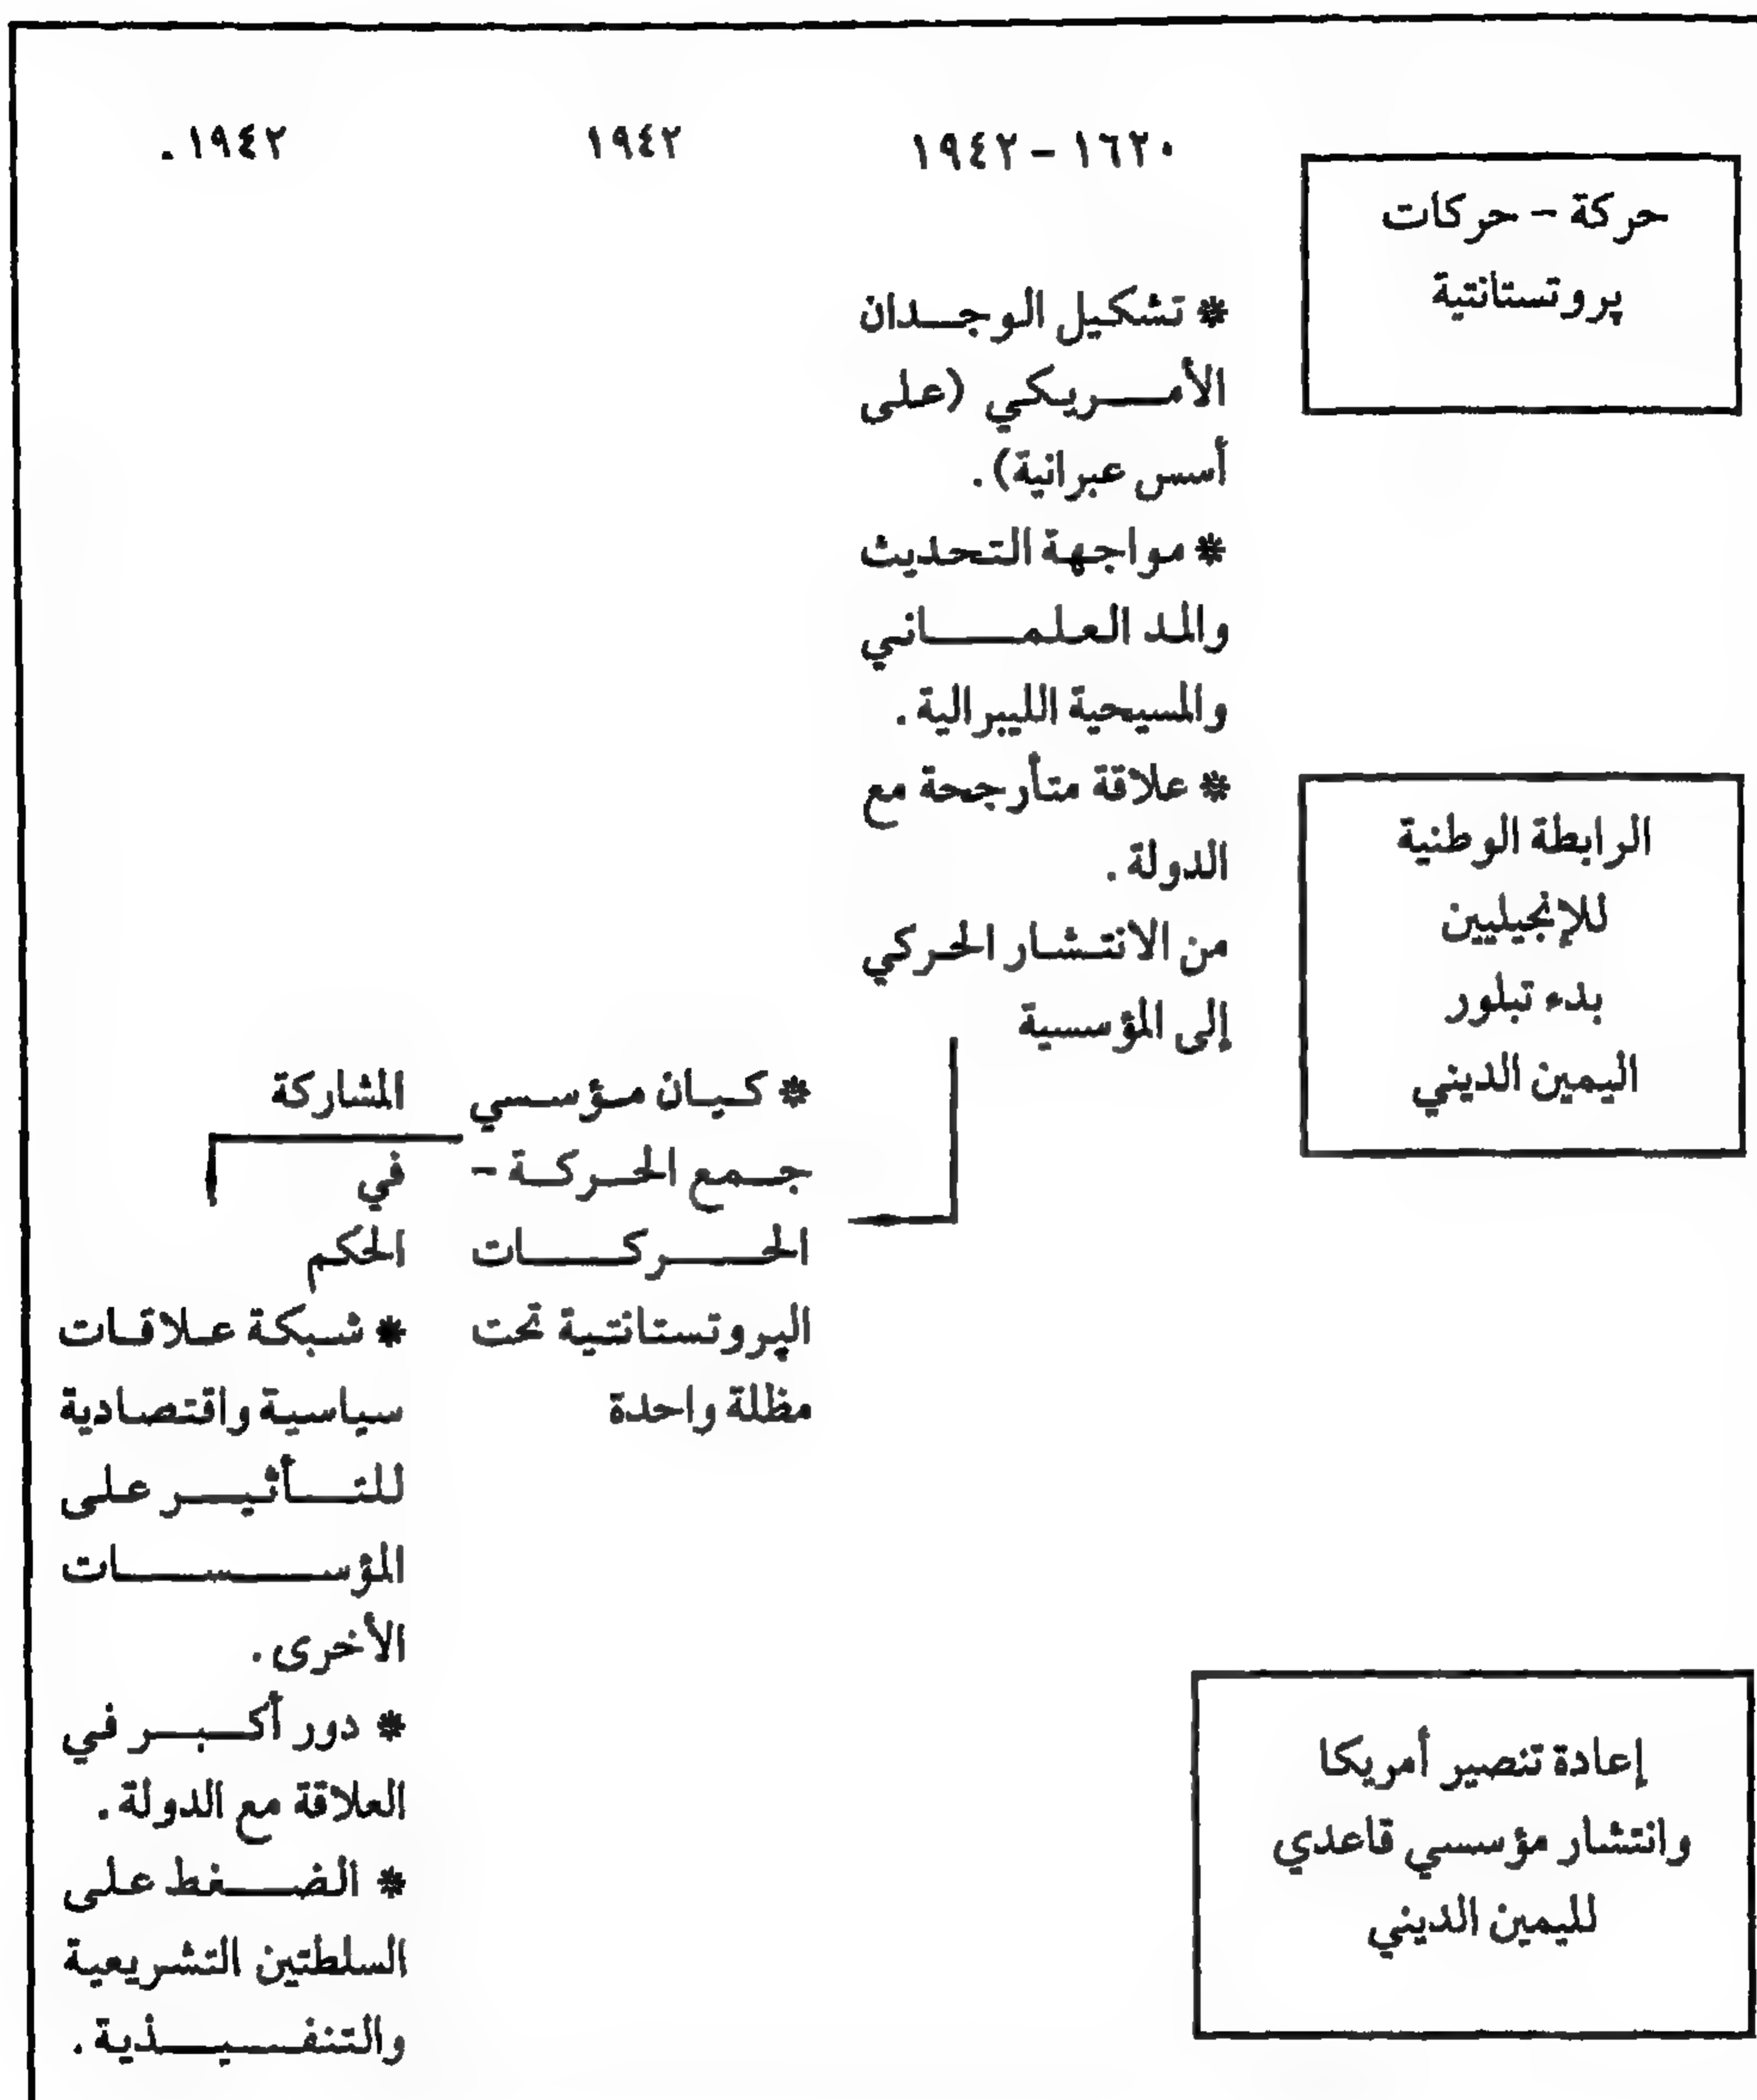 ١٦٢٠ - ١٩٤٢
١٩٤٢
١٩٤٢ .
حركة - حركات
پروتستانتية
* تشكيل الوجدان
الأمريكي (على
أسس عبرانية) .
* مواجهة التحديث
والمد العلماني
والمسيحية الليبرالية .
* علاقة متأرجحة مع
الدولة .
من الانتشار الحركي
إلى المؤسسية
الرابطة الوطنية
للإنجيليين
بدء تبلور
اليمين الديني
* كيان مؤسسي
جمع الحركة -
الحركات
الپروتستانتية تحت
مظلة واحدة
المشاركة
في
الحكم
* شبكة علاقات
سياسية واقتصادية
للتأثير على
المؤسسات
الأخرى .
* دور أكبر في
العلاقة مع الدولة .
* الضغط على
السلطتين التشريعية
والتنفيذية .
إعادة تنصير أمريكا
وانتشار مؤسسي قاعدي
لليمين الديني